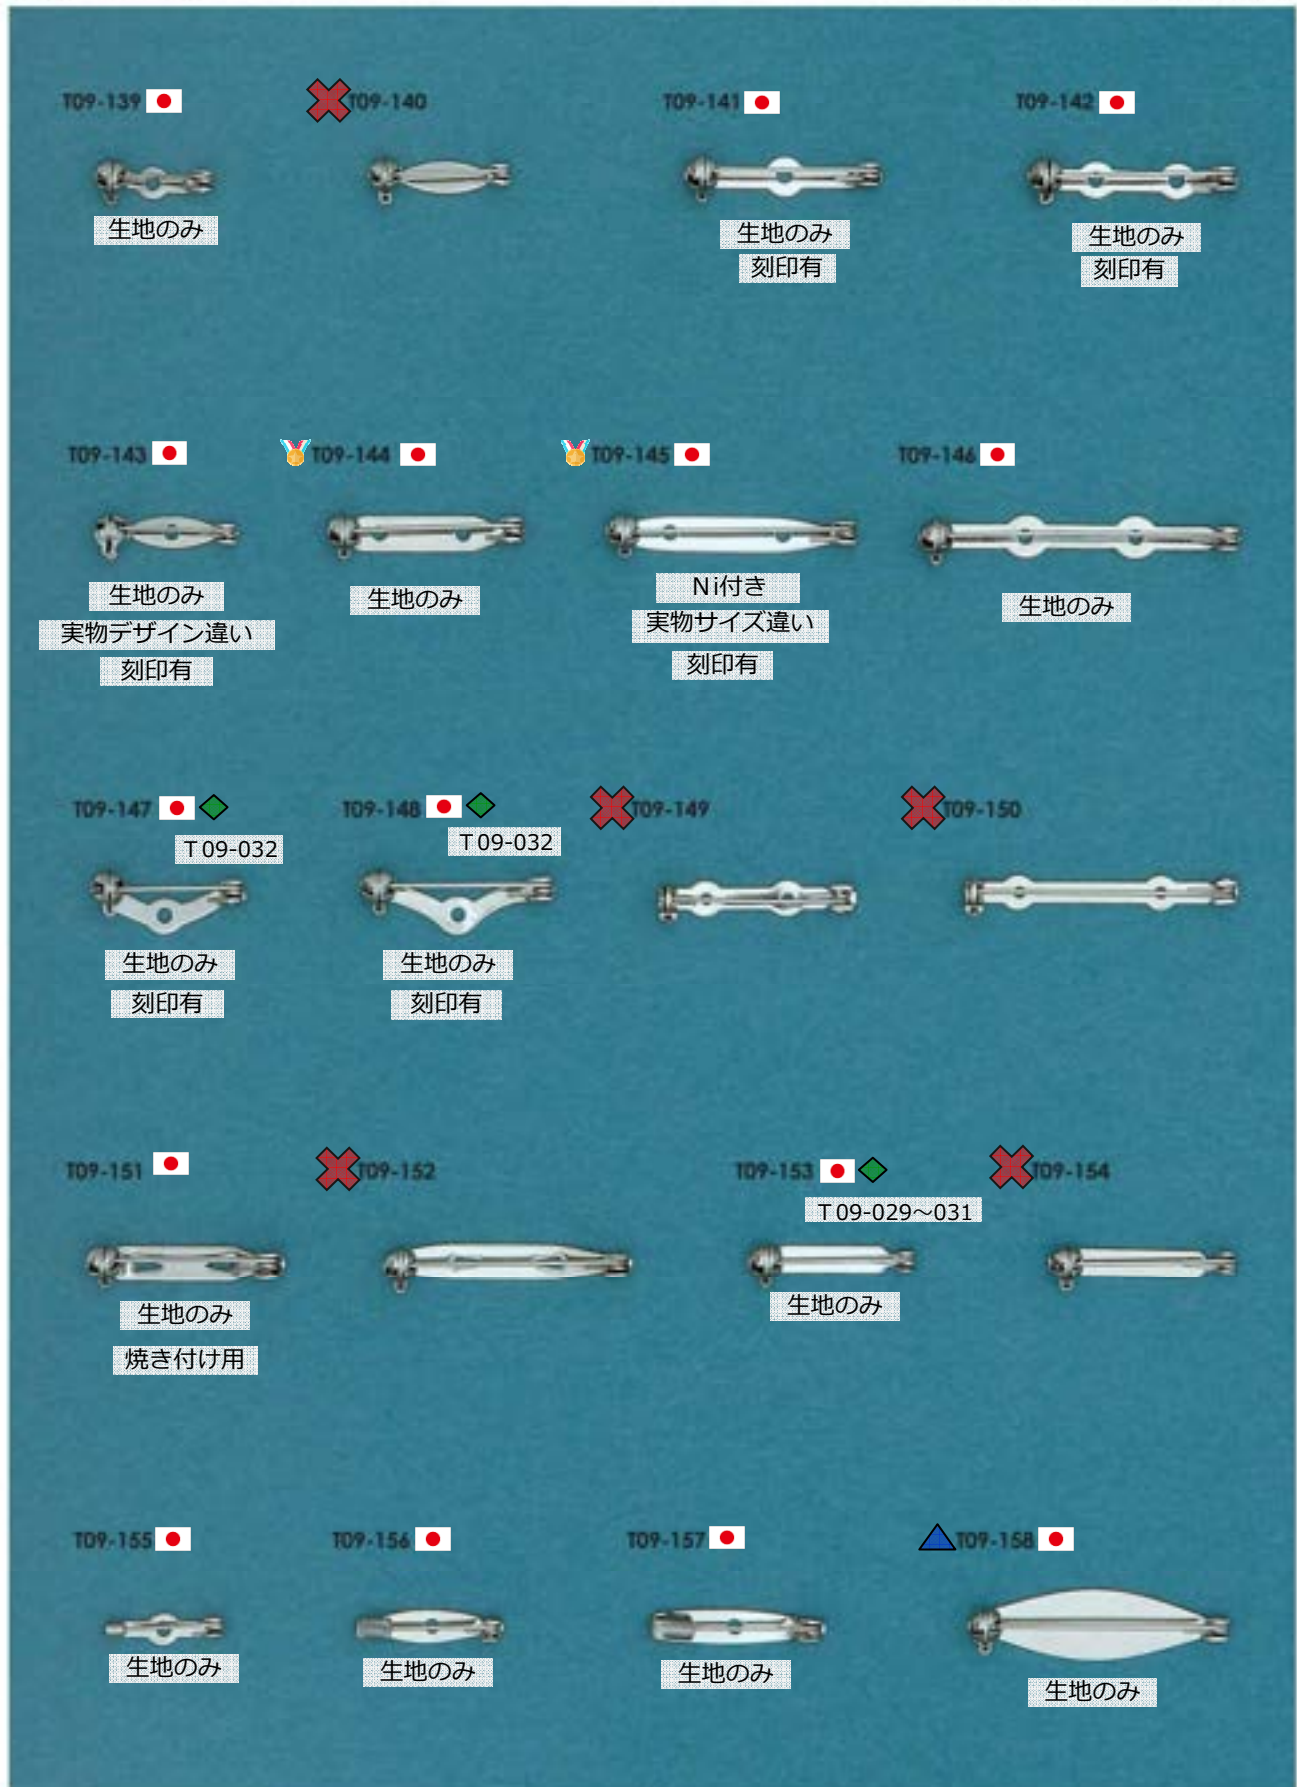 T09-139
T09-140
T09-141
T09-142
生地のみ
生地のみ
刻印有
生地のみ
刻印有
T09-143
T09-144
T09-145
T09-146
生地のみ
実物デザイン違い
刻印有
生地のみ
Ni付き
実物サイズ違い
刻印有
生地のみ
T09-147
T09-148
T09-149
T09-150
T09-032
T09-032
生地のみ
刻印有
生地のみ
刻印有
T09-151
T09-152
T09-153
T09-154
T09-029～031
生地のみ
焼き付け用
生地のみ
T09-155
T09-156
T09-157
T09-158
生地のみ
生地のみ
生地のみ
生地のみ